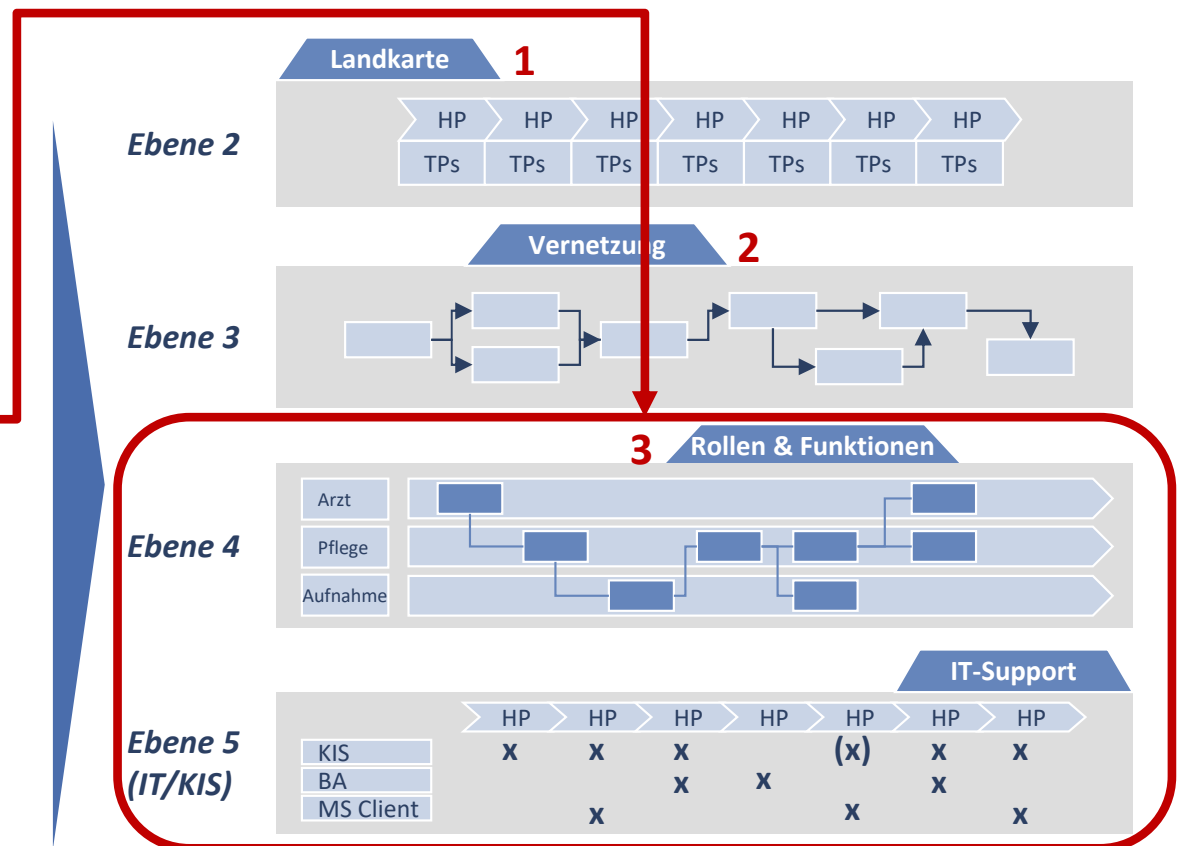 Landkarte 1
Ebene 2
HP HP HP HP HP HP HP
TPs TPs TPs TPs TPs TPs TPs
Vernetzung 2
Ebene 3
3 Rollen & Funktionen
Ebene 4
Arzt
Pflege
Aufnahme
IT-Support
Ebene 5
(IT/KIS)
HP HP HP HP HP HP HP
KIS x x x (x) x x
BA x x x
MS Client x x x